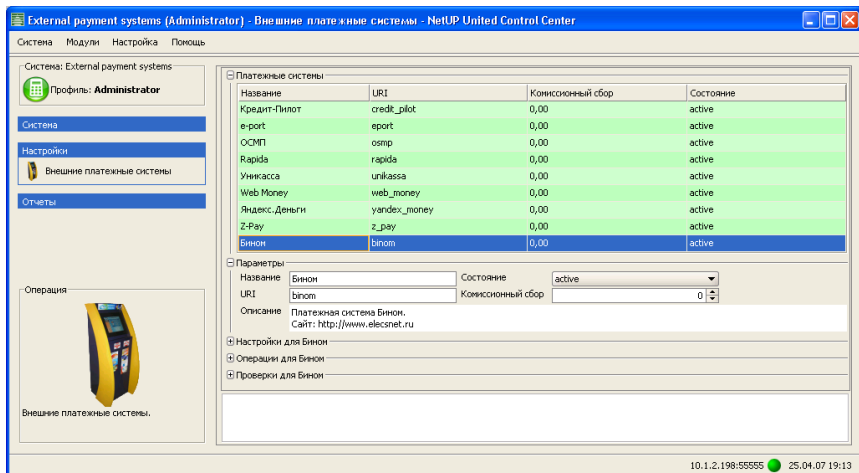 External payment systems (Administrator) - Внешние платежные системы - NetUP United Control Center
Система Модули Настройка Помощь
Система: External payment systems
Профиль: Administrator
Система
Настройки
Внешние платежные системы
Отчеты
Операция
Внешние платежные системы.
Платежные системы
Название URI Комиссионный сбор Состояние
Кредит-Пилот credit_pilot 0,00 active
e-port eport 0,00 active
ОСМП osmp 0,00 active
Rapida rapida 0,00 active
Уникасса unikassa 0,00 active
Web Money web_money 0,00 active
Яндекс.Деньги yandex_money 0,00 active
Z-Pay z_pay 0,00 active
Бином binom 0,00 active
Параметры
Название Бином Состояние active
URI binom Комиссионный сбор 0
Описание Платежная система Бином.
Сайт: http://www.elecsnet.ru
Настройки для Бином
Операции для Бином
Проверки для Бином
10.1.2.198:55555 25.04.07 19:13